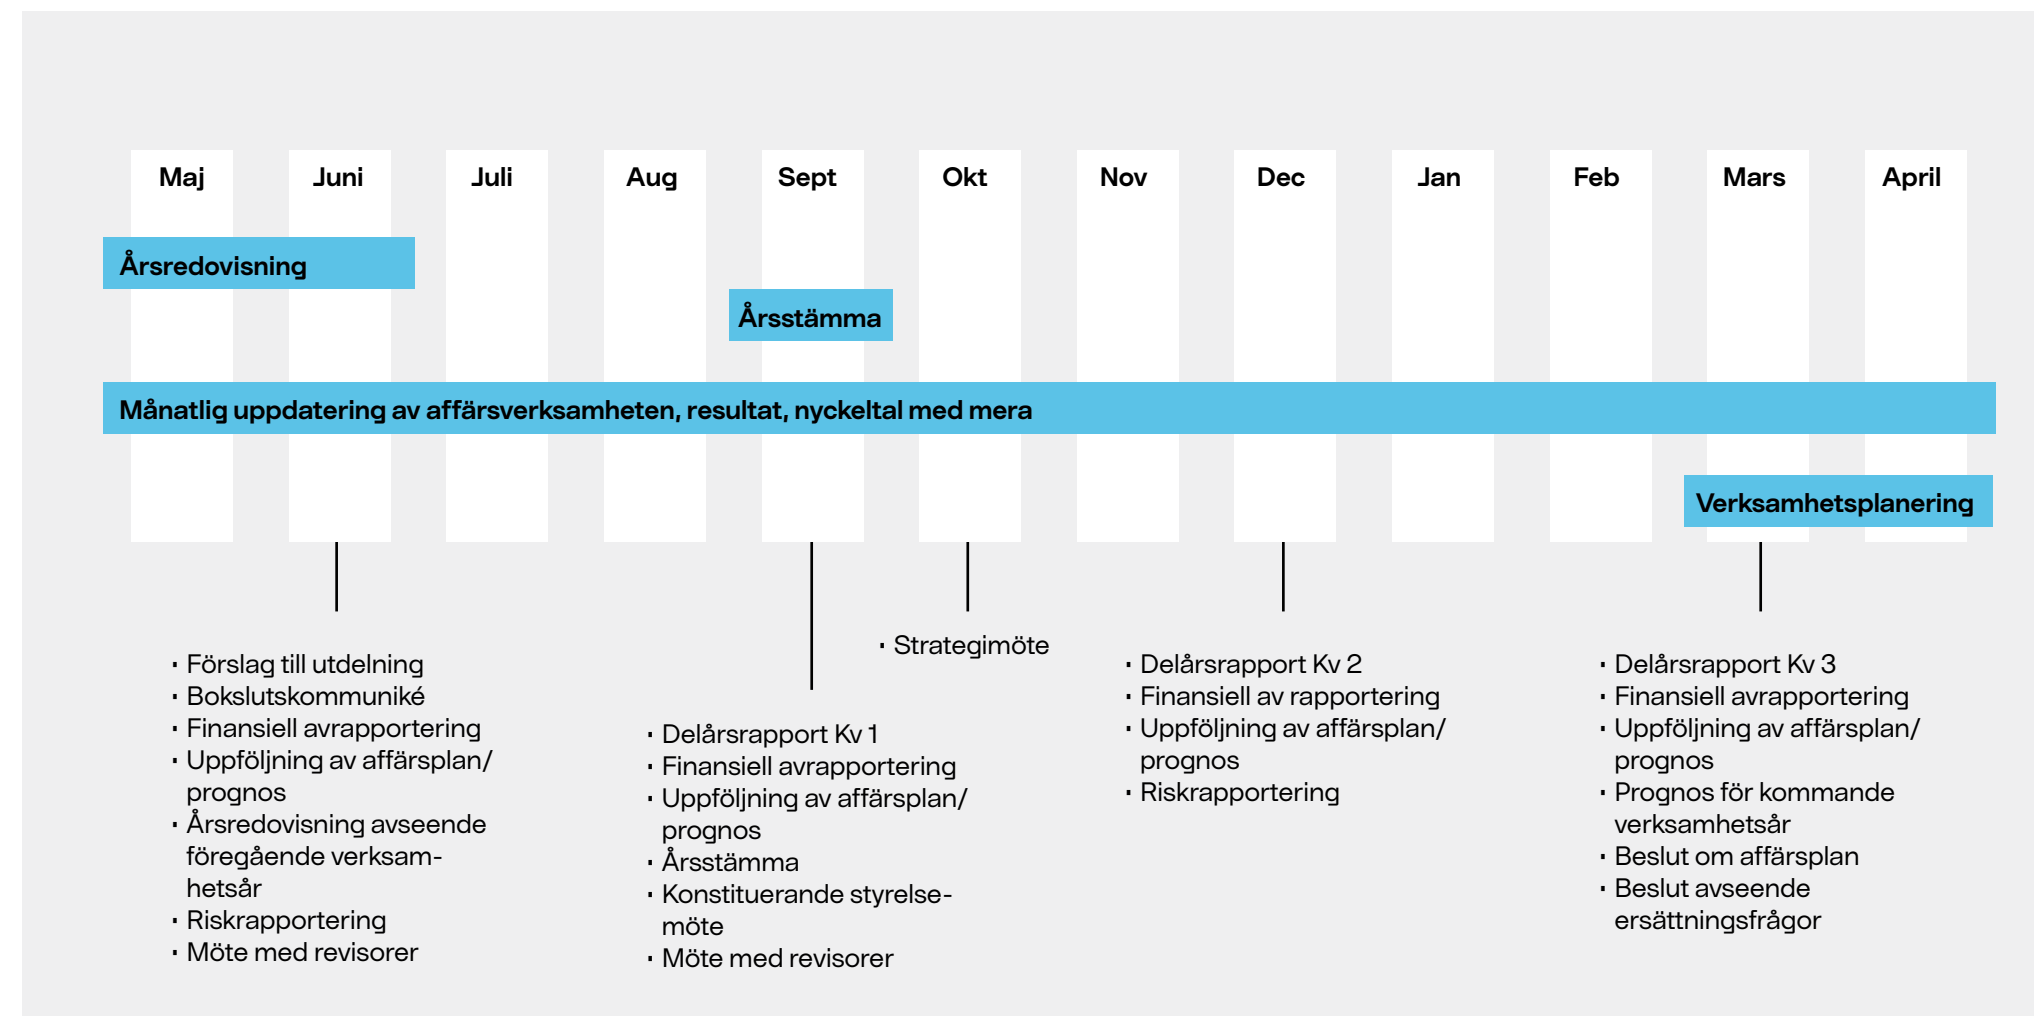 Maj Juni Juli Aug Sept Okt Nov Dec Jan Feb Mars April
Årsredovisning
Årsstämma
Månatlig uppdatering av affärsverksamheten, resultat, nyckeltal med mera
Verksamhetsplanering
· Förslag till utdelning
· Bokslutskommuniké
· Finansiell avrapportering
· Uppföljning av affärsplan/
prognos
· Årsredovisning avseende
föregående verksam-
hetsår
· Riskrapportering
· Möte med revisorer
· Delårsrapport Kv 1
· Finansiell avrapportering
· Uppföljning av affärsplan/
prognos
· Årsstämma
· Konstituerande styrelse-
möte
· Möte med revisorer
· Strategimöte
· Delårsrapport Kv 2
· Finansiell av rapportering
· Uppföljning av affärsplan/
prognos
· Riskrapportering
· Delårsrapport Kv 3
· Finansiell avrapportering
· Uppföljning av affärsplan/
prognos
· Prognos för kommande
verksamhetsår
· Beslut om affärsplan
· Beslut avseende
ersättningsfrågor